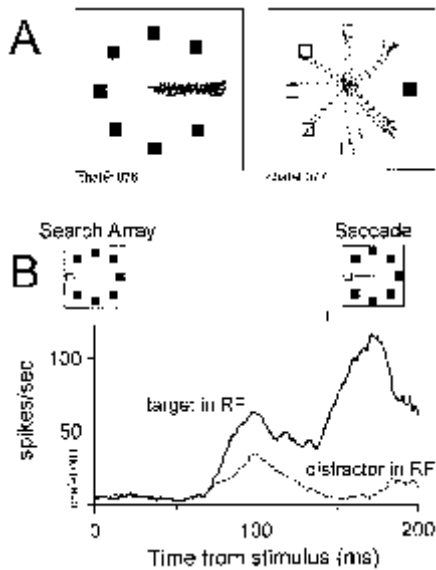 A
Search Array
Saccade
B
100
50
spikes/sec
target in RF
distractor in RF
0
100
200
Time from stimulus (ms)